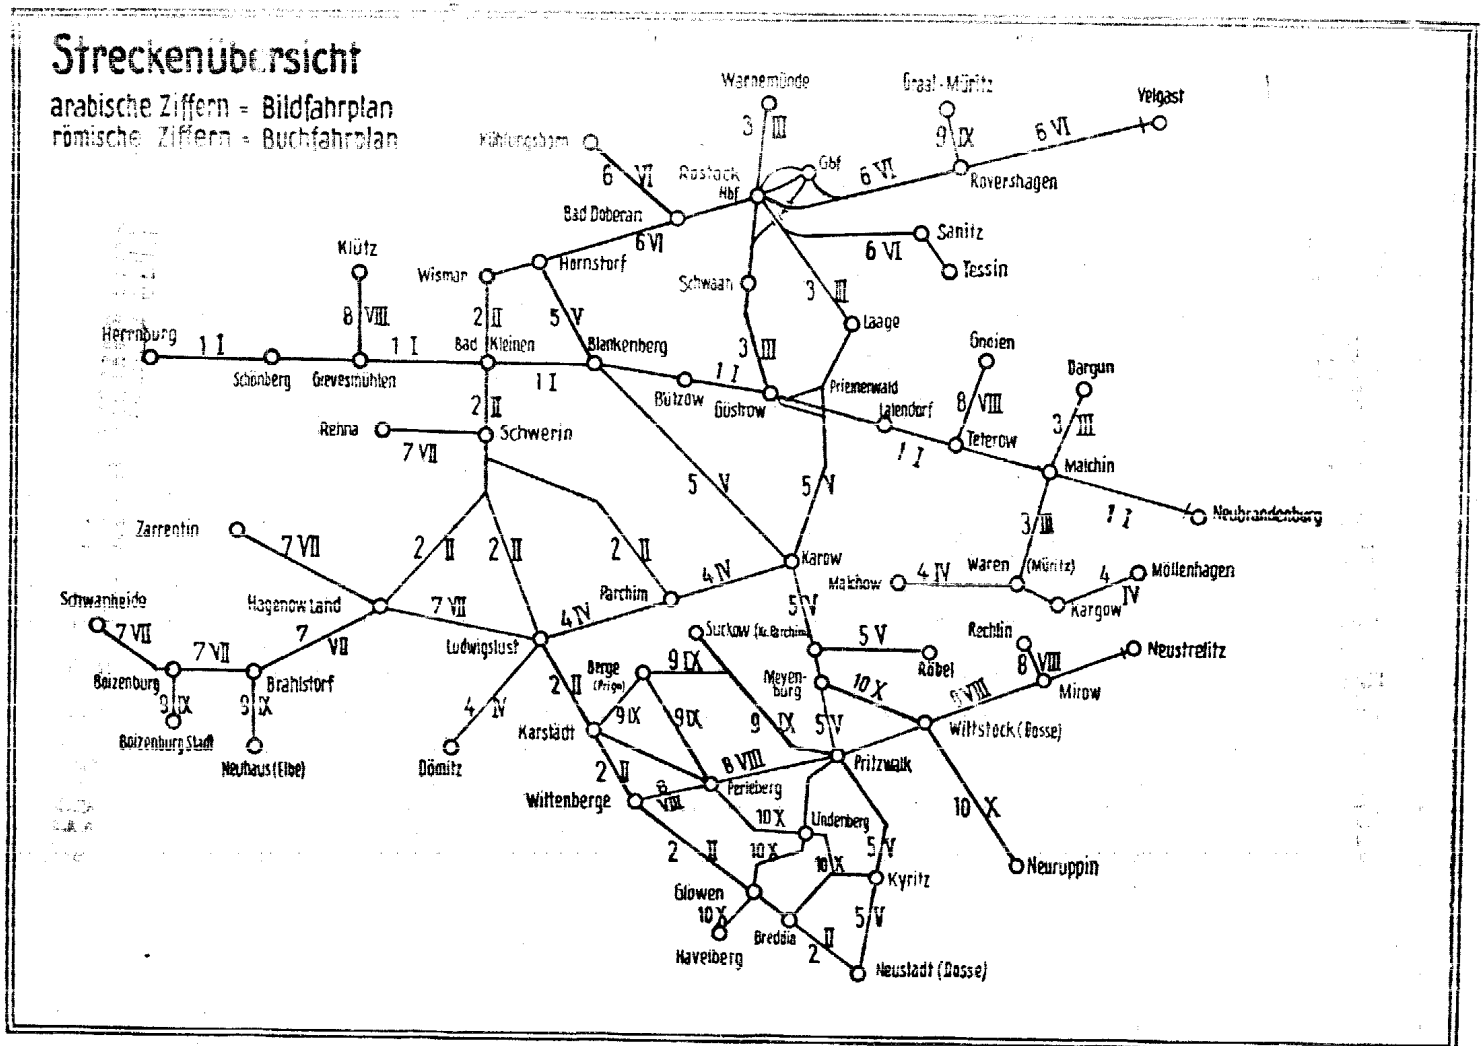 Streckenübersicht
arabische Ziffern = Bildfahrplan
römische Ziffern = Buchfahrplan
Warnemünde
Graal-Müritz
Velgast
3 III
9 IX
6 VI
Kühlungsborn
6 VI
Rostock
Hbf
Gbf
6 VI
Rövershagen
Bad Doberan
6 VI
Sanitz
6 VI
Tessin
Klütz
Wismar
Hornstorf
Schwaan
3 III
Laage
8 VIII
2 II
5 V
Herrnburg
1 I
1 I
Bad Kleinen
Blankenberg
3 III
Gnoien
Schönberg
Grevesmühlen
1 I
Bützow
1 I
Güstrow
Priemerwald
Lalendorf
8 VIII
Dargun
2 II
Rehna
7 VII
Schwerin
1 I
Teterow
3 III
Malchin
5 V
5 V
1 I
Neubrandenburg
Zarrentin
7 VII
2 II
2 II
2 II
3 III
Karow
4 IV
Malchow
4 IV
Waren (Müritz)
4 IV
Möllenhagen
Kargow
Schwanheide
Hagenow Land
7 VII
Parchim
4 IV
5 V
7 VII
7 VII
7 VII
Ludwigslust
Suckow (Kr. Parchim)
5 V
Röbel
Rechlin
8 VIII
Neustrelitz
Mirow
Boizenburg
Brahlstorf
9 IX
9 IX
Boizenburg Stadt
Neuhaus (Elbe)
4 IV
Dömitz
2 II
Berge
(Prign)
9 IX
9 IX
9 IX
9 IX
Meyen-
burg
10 X
5 V
8 VIII
Wittstock (Dosse)
Karstädt
2 II
8 VIII
Pritzwalk
Perleberg
Wittenberge
8 VIII
10 X
Lindenberg
10 X
Neuruppin
2 II
10 X
10 X
5 V
Kyritz
Glöwen
10 X
Havelberg
Breddin
2 II
5 V
Neustadt (Dosse)